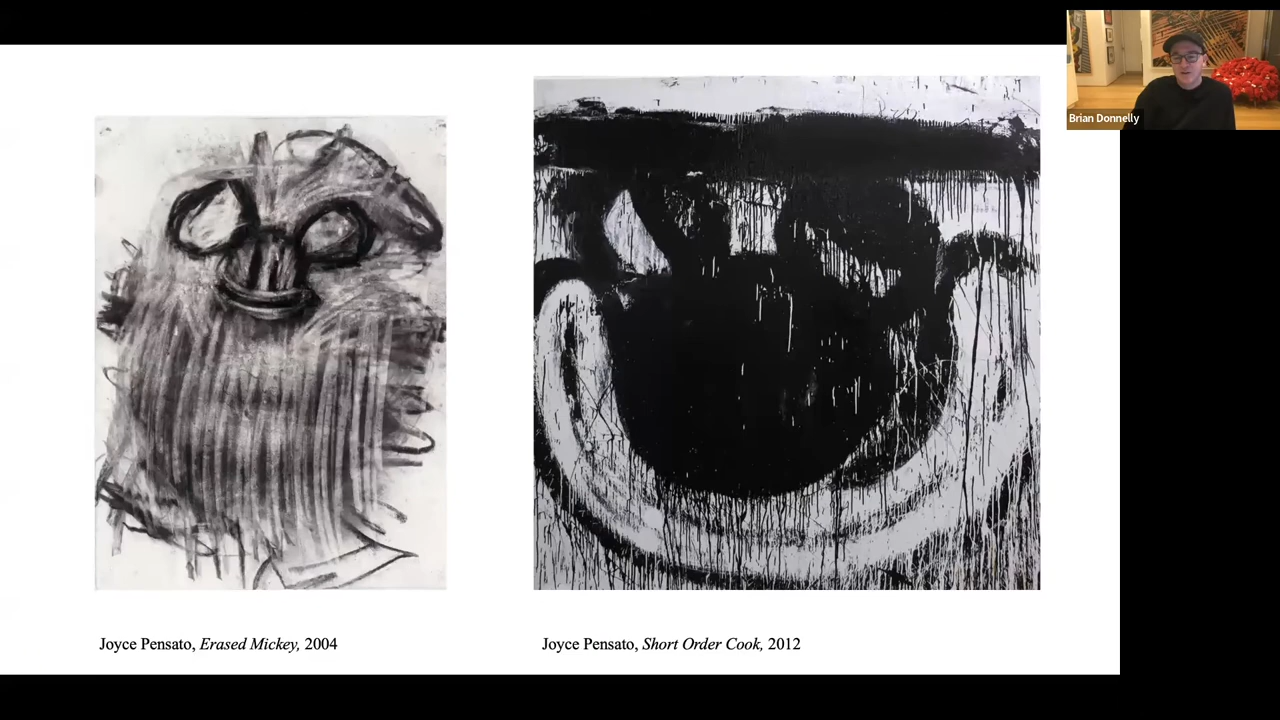 Brian Donnelly
Joyce Pensato, Erased Mickey, 2004
Joyce Pensato, Short Order Cook, 2012